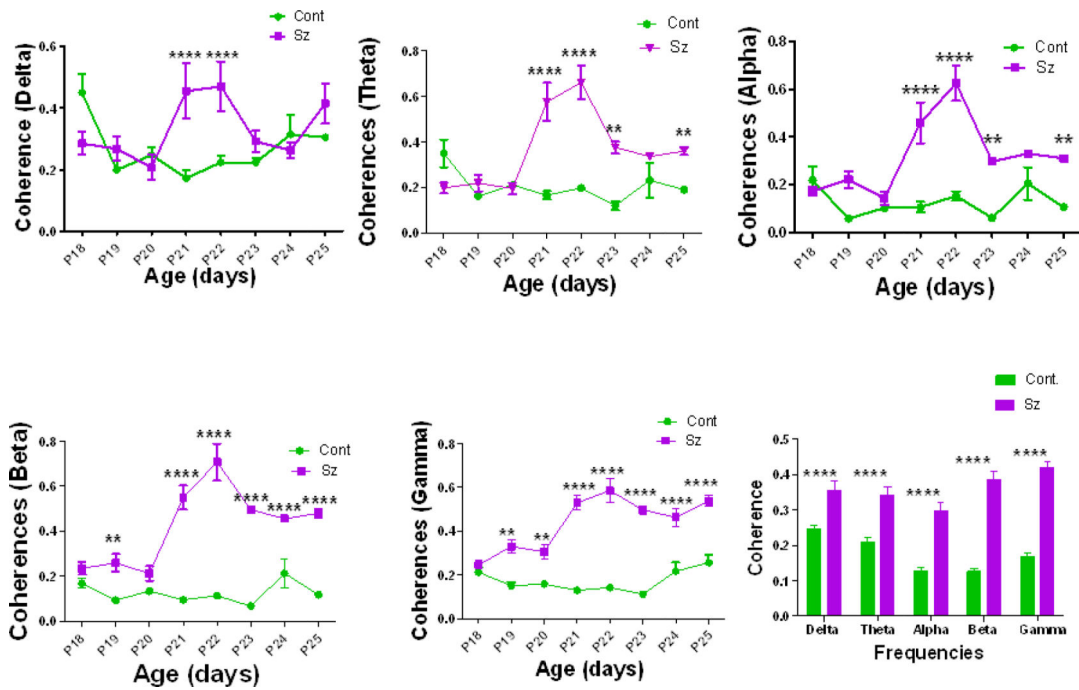 Cont
Sz
Coherence (Delta)
0.6
0.4
0.2
0.0
**** ****
P18 P19 P20 P21 P22 P23 P24 P25
Age (days)
Cont
Sz
Coherences (Theta)
0.8
0.6
0.4
0.2
0.0
****
****
**
**
P18 P19 P20 P21 P22 P23 P24 P25
Age (days)
Cont
Sz
Coherences (Alpha)
0.8
0.6
0.4
0.2
0.0
****
****
**
**
P18 P19 P20 P21 P22 P23 P24 P25
Age (days)
Cont
Sz
Coherences (Beta)
0.8
0.6
0.4
0.2
0.0
**
****
****
****
****
****
P18 P19 P20 P21 P22 P23 P24 P25
Age (days)
Cont
Sz
Coherences (Gamma)
0.8
0.6
0.4
0.2
0.0
**
**
****
****
****
****
****
P18 P19 P20 P21 P22 P23 P24 P25
Age (days)
Cont.
Sz
Coherence
0.5
0.4
0.3
0.2
0.1
0.0
**** **** **** **** ****
Delta Theta Alpha Beta Gamma
Frequencies